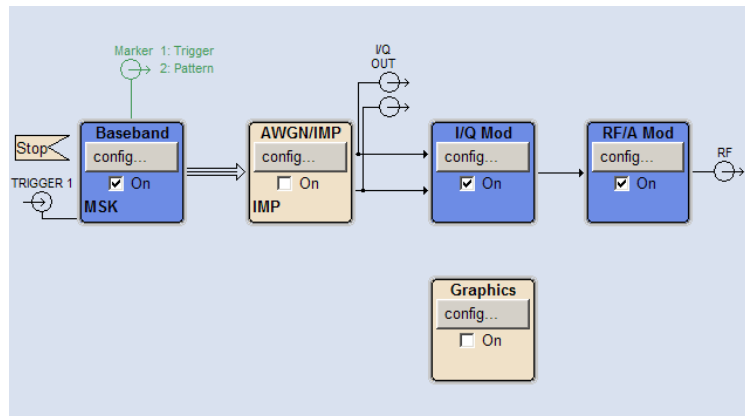 Marker 1: Trigger
2: Pattern
I/Q
OUT
Stop
TRIGGER 1
Baseband
config...
On
MSK
AWGN/IMP
config...
On
IMP
I/Q Mod
config...
On
RF/A Mod
config...
On
RF
Graphics
config...
On